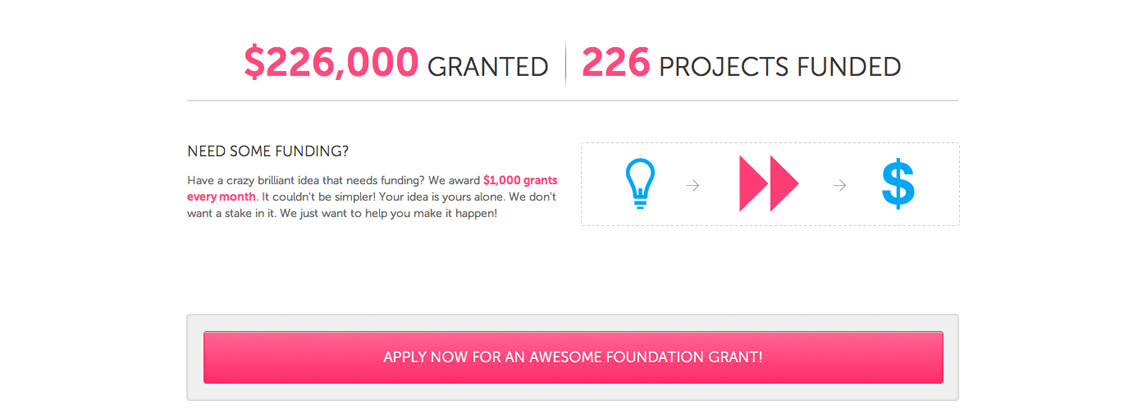 $226,000 GRANTED
226 PROJECTS FUNDED
NEED SOME FUNDING?
Have a crazy brilliant idea that needs funding? We award $1,000 grants
every month. It couldn't be simpler! Your idea is yours alone. We don't
want a stake in it. We just want to help you make it happen!
$
APPLY NOW FOR AN AWESOME FOUNDATION GRANT!